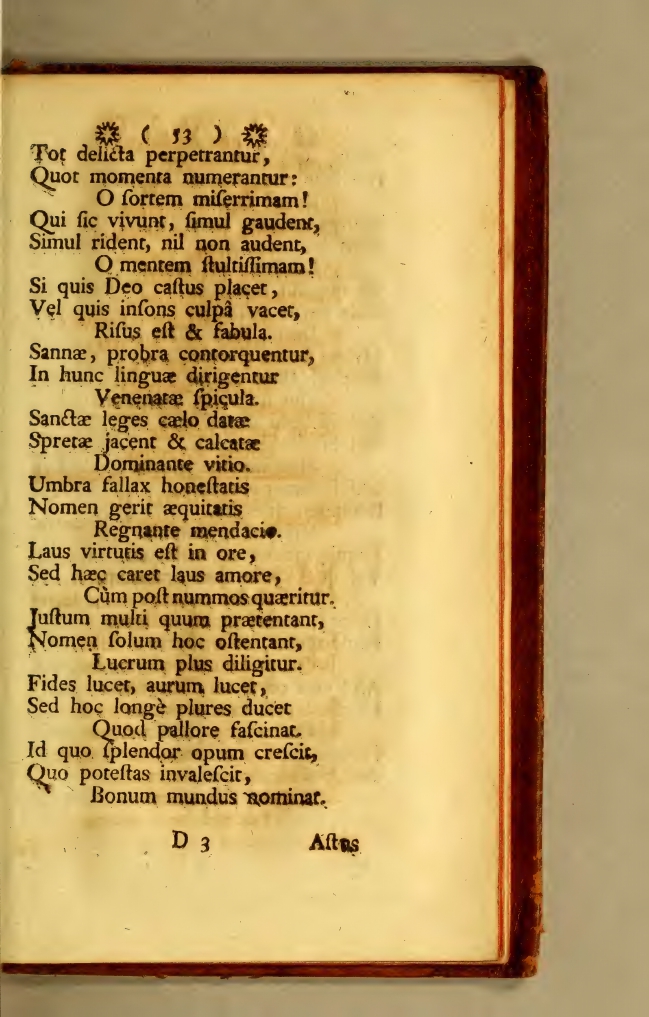 ( 53 )
Tot delicta perpetrantur,
Quot momenta numerantur:
O ſortem miſerrimam!
Qui ſic vivunt, ſimul gaudent,
Simul rident, nil non audent,
O mentem ſtultiſſimam!
Si quis Deo caſtus placet,
Vel quis inſons culpâ vacet,
Riſus eſt & fabula.
Sannæ, probra contorquentur,
In hunc linguæ dirigentur
Venenatæ ſpicula.
Sanctæ leges cælo datæ
Spretæ jacent & calcatæ
Dominante vitio.
Umbra fallax honeſtatis
Nomen gerit æquitatis
Regnante mendacio.
Laus virtutis eſt in ore,
Sed hæc caret laus amore,
Cùm poſt nummos quæritur.
Juſtum multi quum prætentant,
Nomen ſolum hoc oſtentant,
Lucrum plus diligitur.
Fides lucet, aurum lucet,
Sed hoc longè plures ducet
Quod pallore faſcinat.
Id quo ſplendor opum creſcit,
Quo poteſtas invaleſcit,
Bonum mundus nominat.
D 3 Aſtus